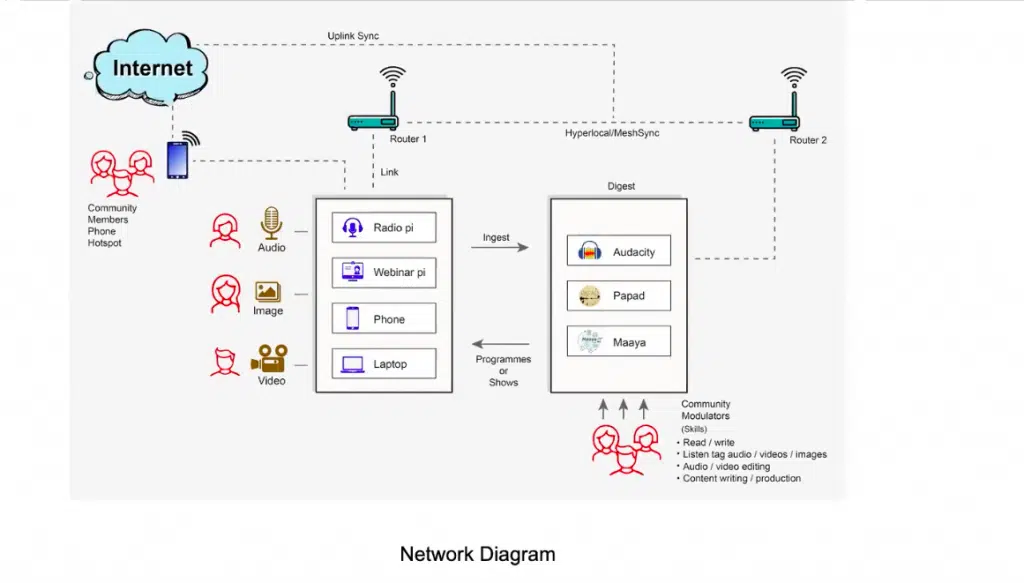 Uplink Sync
Internet
Router 1
Hyperlocal/MeshSync
Router 2
Link
Community
Members
Phone
Hotspot
Digest
Audio
Image
Video
Radio pi
Webinar pi
Phone
Laptop
Ingest
Programmes
or
Shows
Audacity
Papad
Maaya
Community
Modulators
(Skills)
• Read / write
• Listen tag audio / videos / images
• Audio / video editing
• Content writing / production
Network Diagram